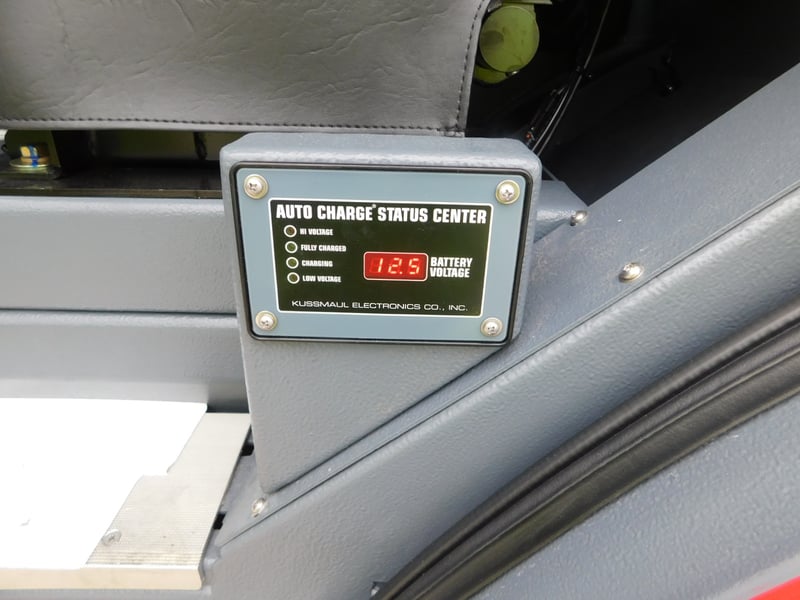 AUTO CHARGE® STATUS CENTER
HI VOLTAGE
FULLY CHARGED
CHARGING
LOW VOLTAGE
12.5
BATTERY
VOLTAGE
KUSSMAUL ELECTRONICS CO., INC.